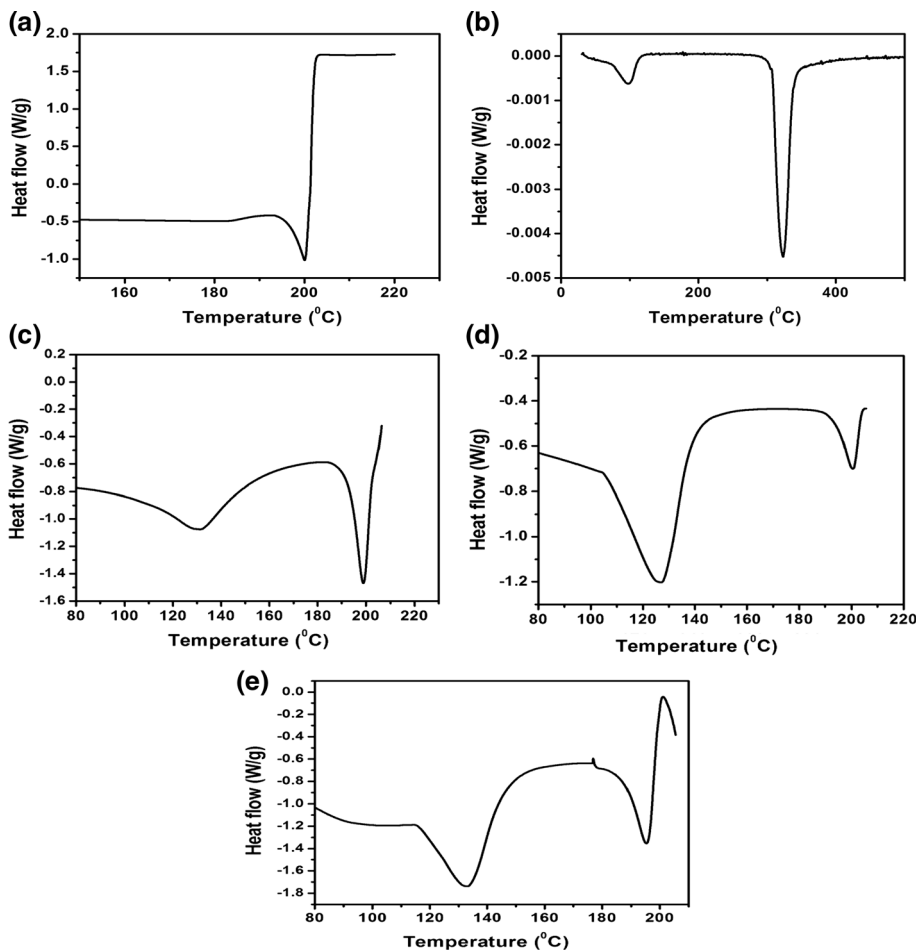 (a)
2.0
1.5
1.0
0.5
0.0
-0.5
-1.0
160 180 200 220
Heat flow (W/g)
Temperature (⁰C)
(b)
0.000
-0.001
-0.002
-0.003
-0.004
-0.005
0 200 400
Heat flow (W/g)
Temperature (⁰C)
(c)
0.2
0.0
-0.2
-0.4
-0.6
-0.8
-1.0
-1.2
-1.4
-1.6
80 100 120 140 160 180 200 220
Heat flow (W/g)
Temperature (⁰C)
(d)
-0.2
-0.4
-0.6
-0.8
-1.0
-1.2
80 100 120 140 160 180 200 220
Heat flow (W/g)
Temperature (⁰C)
(e)
0.0
-0.2
-0.4
-0.6
-0.8
-1.0
-1.2
-1.4
-1.6
-1.8
80 100 120 140 160 180 200
Heat flow (W/g)
Temperature (⁰C)